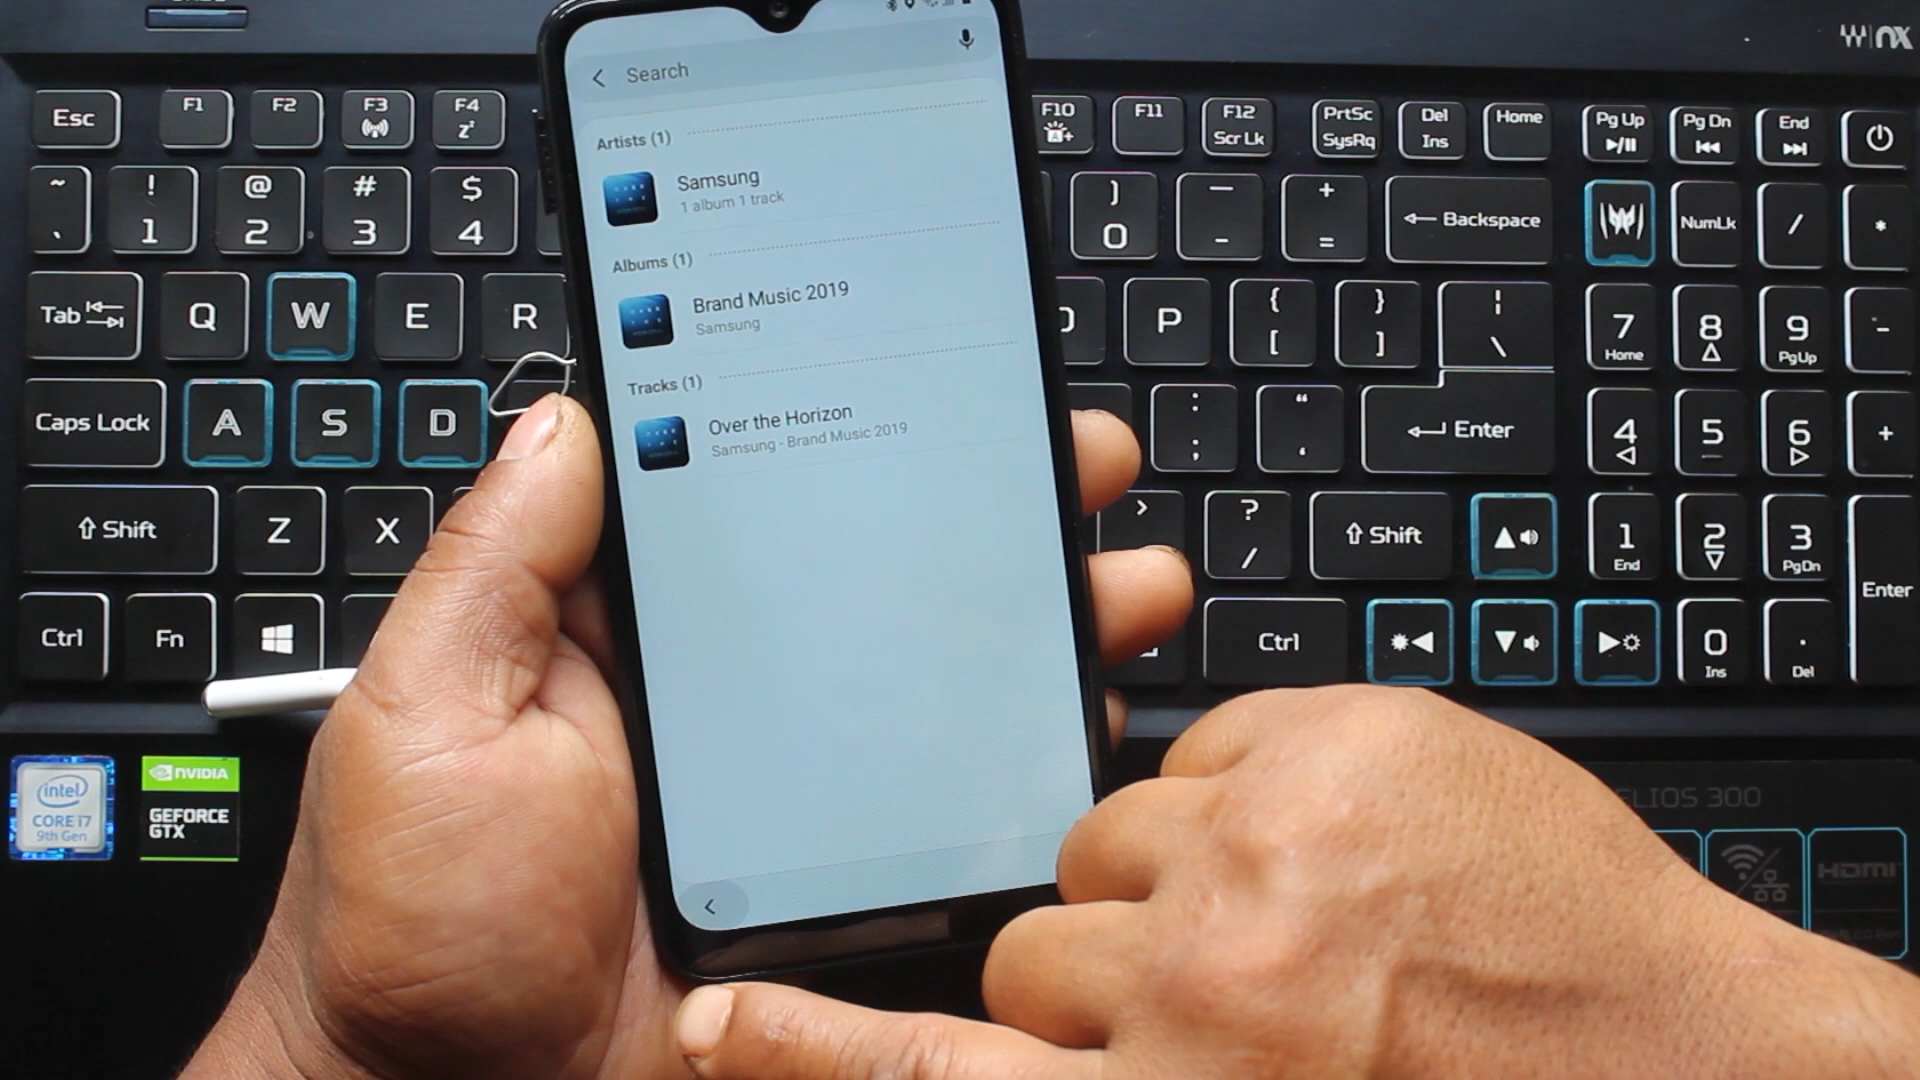 Search
Artists (1)
Samsung
1 album 1 track
Albums (1)
Brand Music 2019
Samsung
Tracks (1)
Over the Horizon
Samsung - Brand Music 2019
Esc F1 F2 F3 F4 zᶻ F10 A+ F11 F12 Scr Lk PrtSc SysRq Del Ins Home Pg Up Pg Dn End
~ ` ! 1 @ 2 # 3 $ 4 ) 0 _ - + = Backspace NumLk / *
Tab Q W E R P { [ } ] ¦ \ 7 Home 8 9 PgUp -
Caps Lock A S D : ; " ' Enter 4 5 6 +
Shift Z X > ? / Shift 1 End 2 3 PgDn Enter
Ctrl Fn Ctrl 0 Ins . Del
intel
CORE i7
9th Gen
NVIDIA
GEFORCE
GTX
ELIOS 300
HDMI
nx